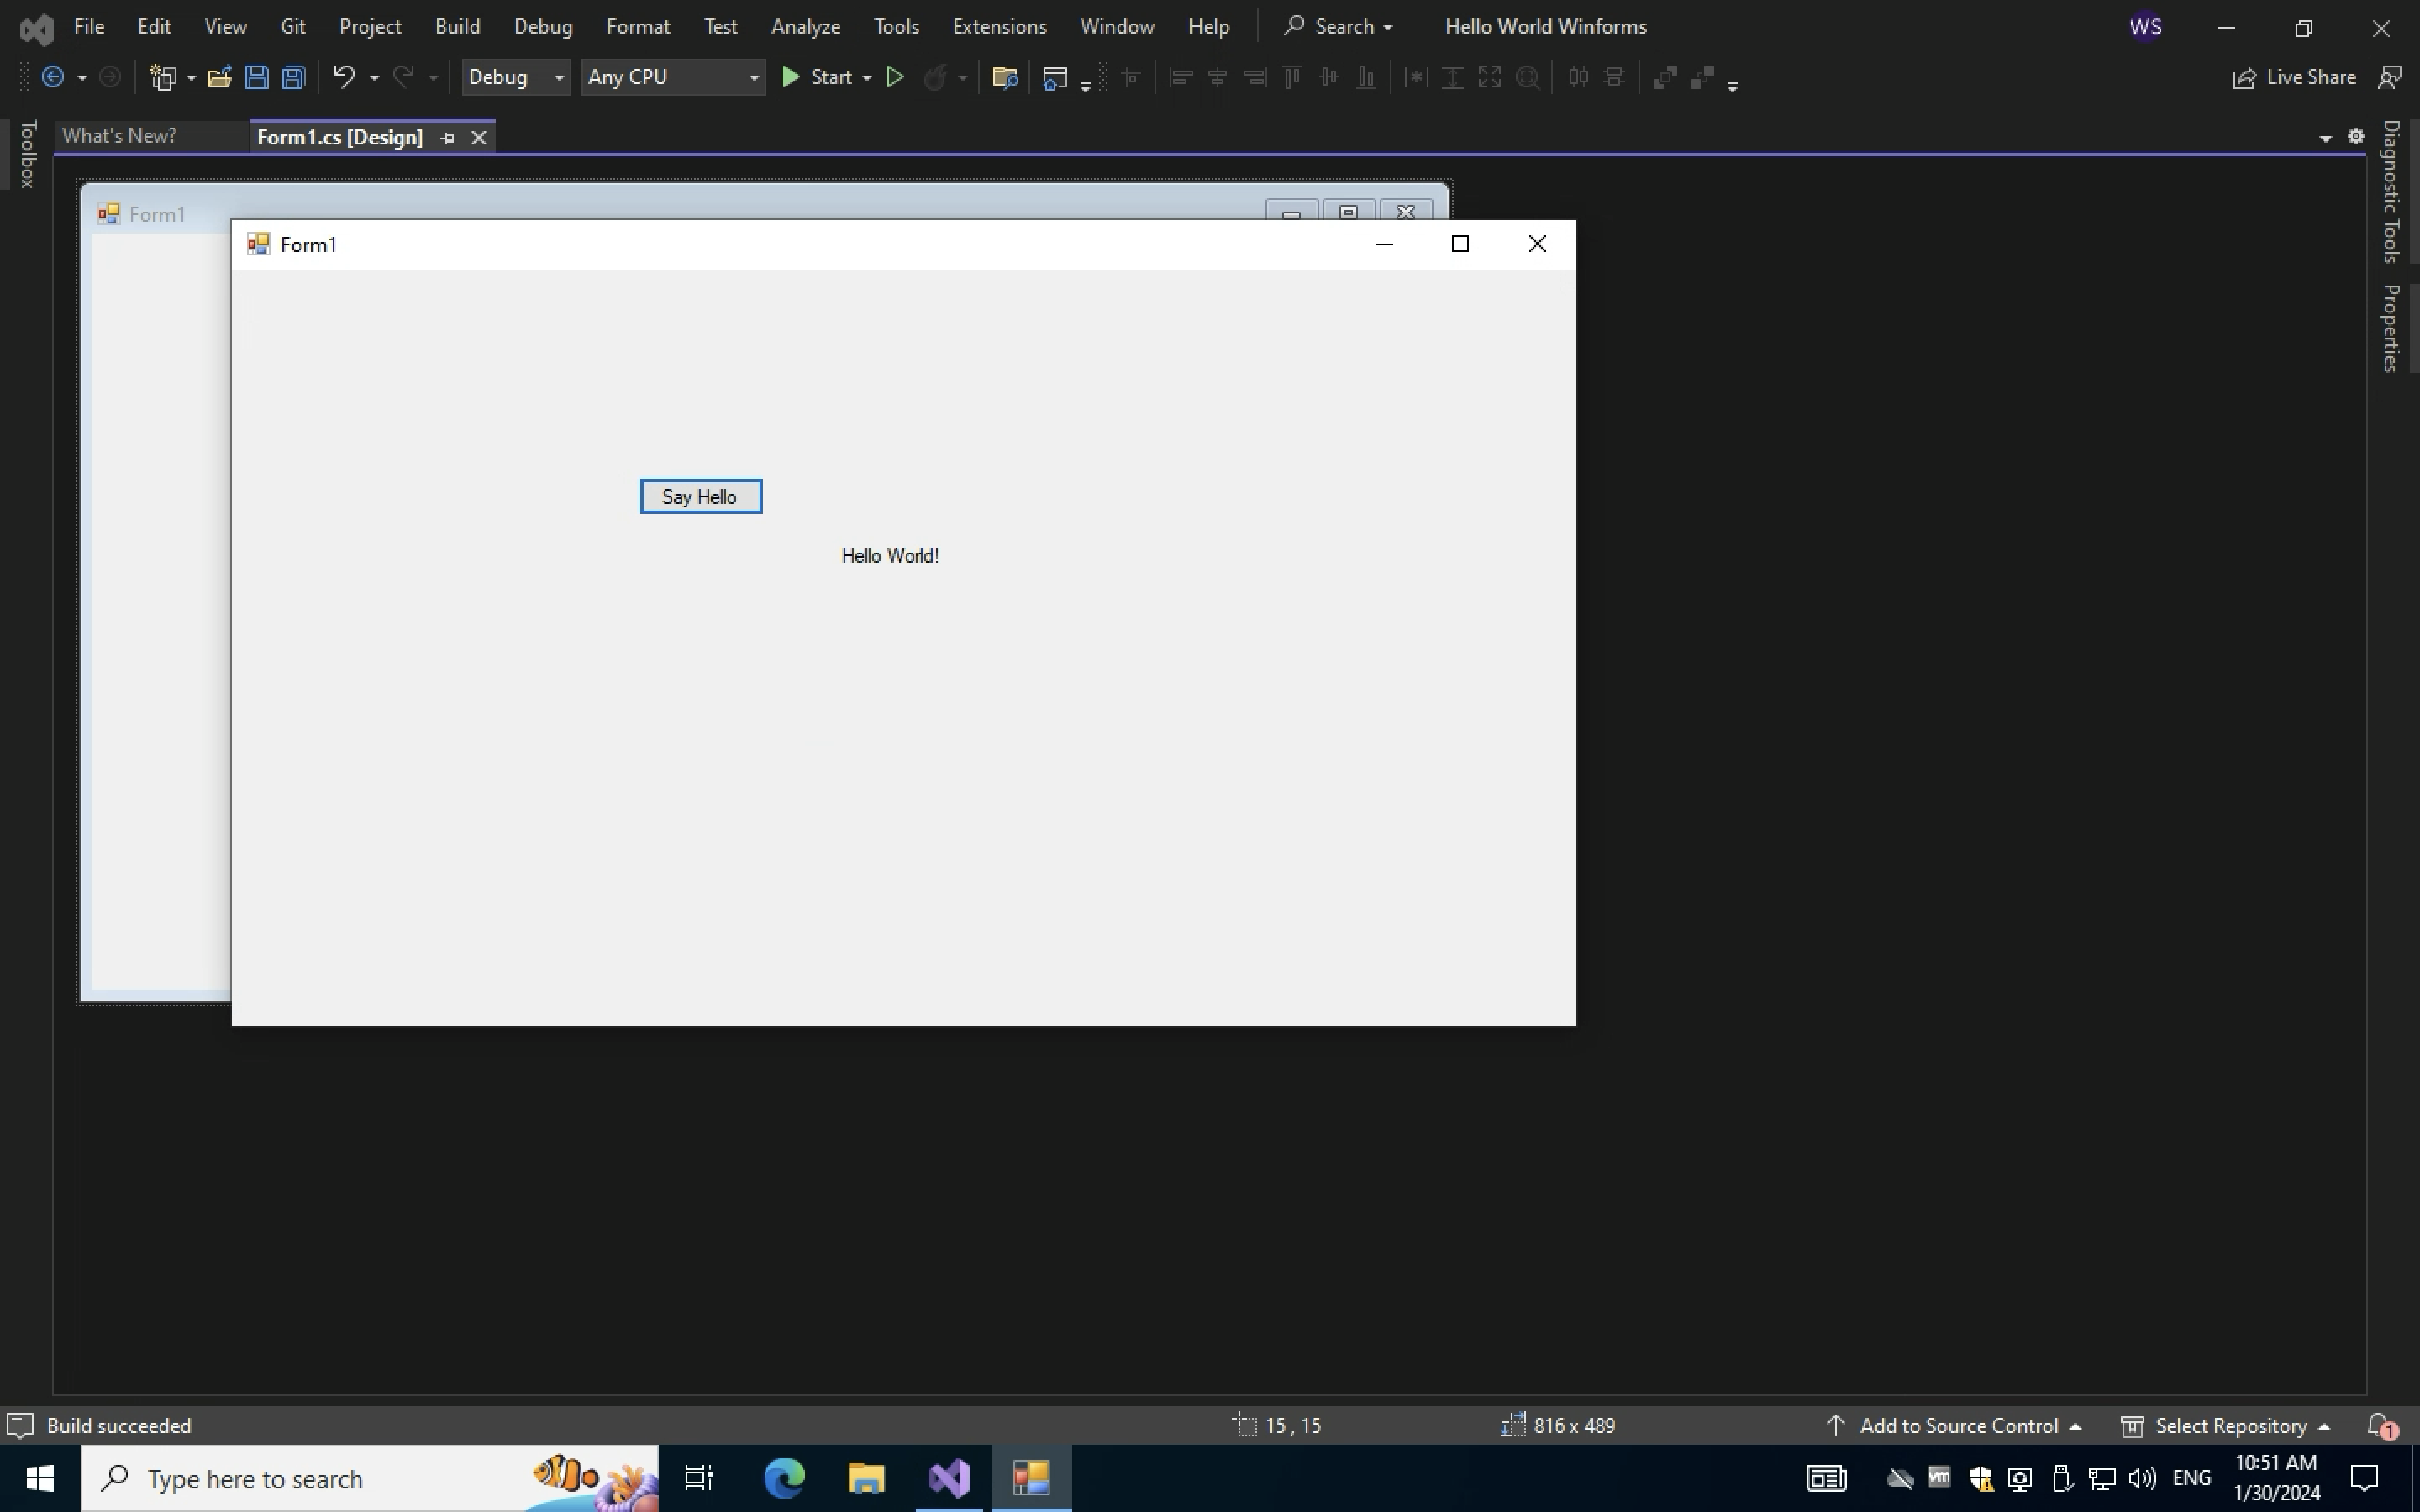 File Edit View Git Project Build Debug Format Test Analyze Tools Extensions Window Help Search Hello World Winforms WS
Debug Any CPU Start Live Share
Toolbox
What's New? Form1.cs [Design]
Diagnostic Tools
Properties
Form1
Form1
Say Hello
Hello World!
Build succeeded 15 , 15 816 x 489 Add to Source Control Select Repository 1
Type here to search vm ENG 10:51 AM
1/30/2024